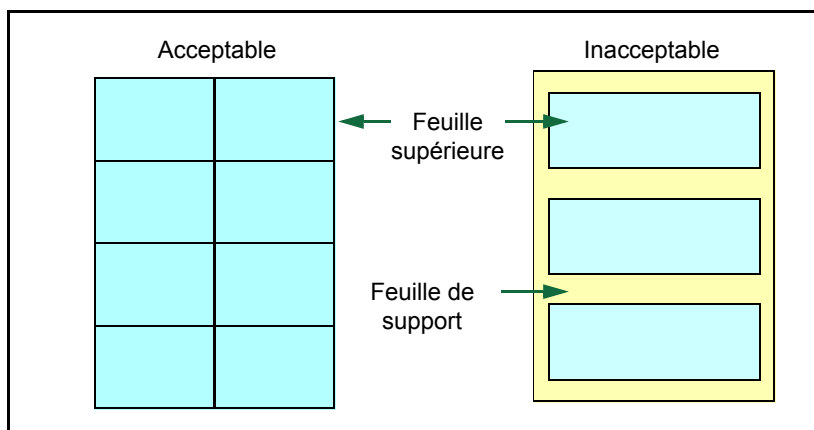 Acceptable
Inacceptable
Feuille
supérieure
Feuille de
support